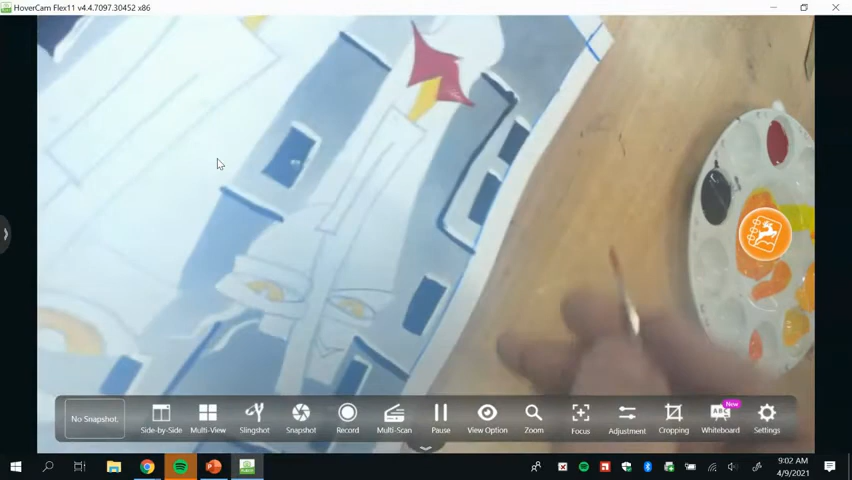 HoverCam Flex11 v4.4.7097.30452 x86
No Snapshot.
Side-by-Side
Multi-View
Slingshot
Snapshot
Record
Multi-Scan
Pause
View Option
Zoom
Focus
Adjustment
Cropping
New
ABC
Whiteboard
Settings
9:02 AM
4/9/2021